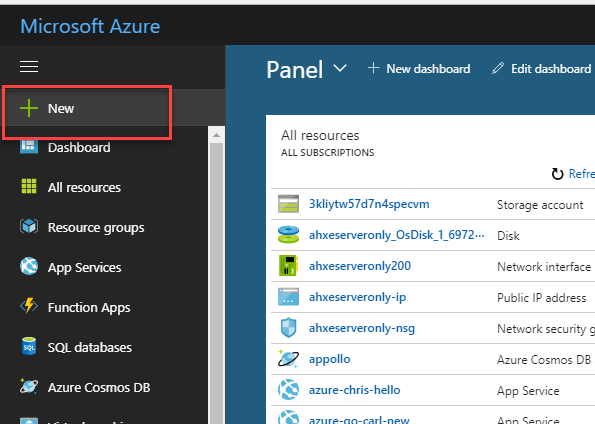 Microsoft Azure
Panel
New dashboard
Edit dashboard
New
Dashboard
All resources
Resource groups
App Services
Function Apps
SQL databases
Azure Cosmos DB
All resources
ALL SUBSCRIPTIONS
Refre
3kliytw57d7n4specvm Storage account
ahxeserveronly_OsDisk_1_6972··· Disk
ahxeserveronly200 Network interface
ahxeserveronly-ip Public IP address
ahxeserveronly-nsg Network security g
appollo Azure Cosmos DB
azure-chris-hello App Service
azure-go-carl-new App Service